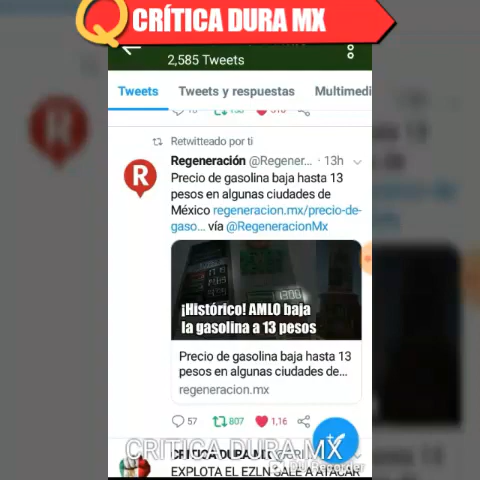 CRÍTICA DURA MX
2,585 Tweets
Tweets Tweets y respuestas Multimedi
Retwitteado por ti
Regeneración @Regener... · 13h
Precio de gasolina baja hasta 13
pesos en algunas ciudades de
México regeneracion.mx/precio-de-
gaso... vía @RegeneracionMx
¡Histórico! AMLO baja
la gasolina a 13 pesos
Precio de gasolina baja hasta 13
pesos en algunas ciudades de...
regeneracion.mx
57 807 1,16
CRITICA DURA MX
EXPLOTA EL EZLN SALE A ATACAR